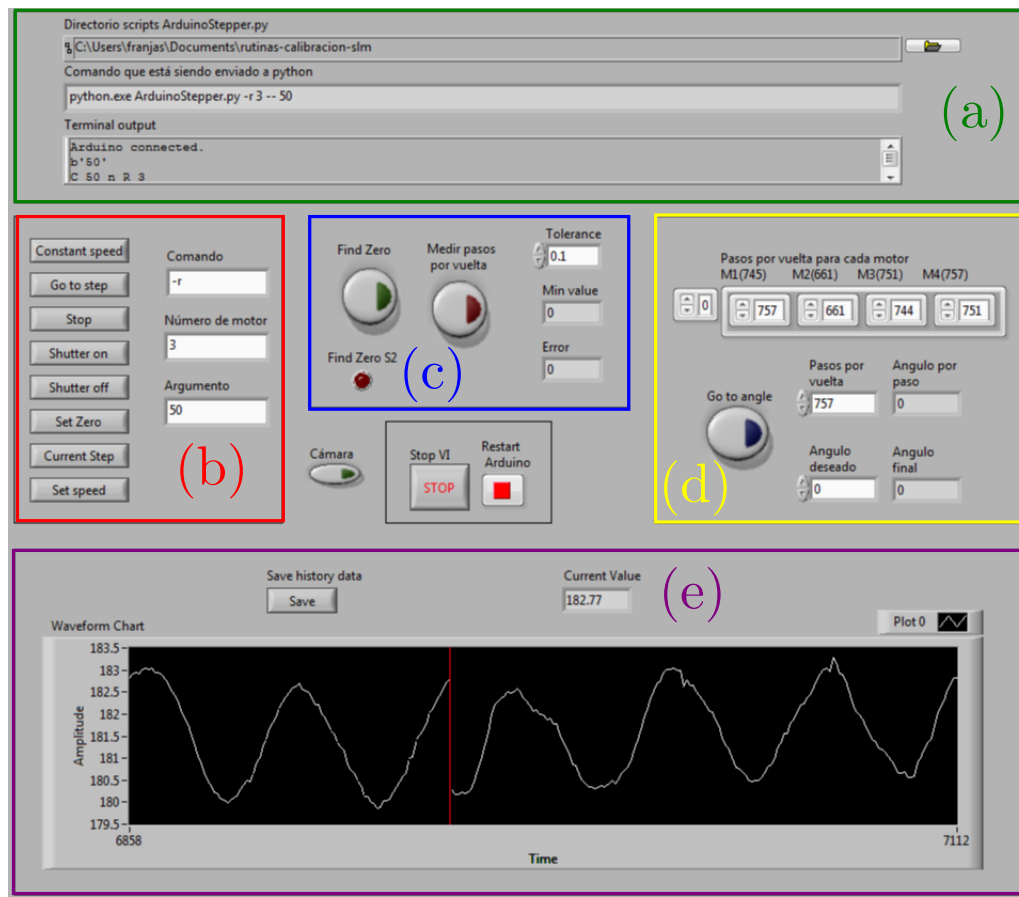 Directorio scripts ArduinoStepper.py
C:\Users\franjas\Documents\rutinas-calibracion-slm
Comando que está siendo enviado a python
python.exe ArduinoStepper.py -r 3 -- 50
Terminal output
Arduino connected.
b'50'
C 50 n R 3
(a)
Constant speed
Go to step
Stop
Shutter on
Shutter off
Set Zero
Current Step
Set speed
Comando
-r
Número de motor
3
Argumento
50
(b)
Find Zero
Medir pasos
por vuelta
Find Zero S2
Tolerance
0.1
Min value
0
Error
0
(c)
Cámara
Stop VI
STOP
Restart
Arduino
Pasos por vuelta para cada motor
M1(745) M2(661) M3(751) M4(757)
0 757 661 744 751
Go to angle
Pasos por
vuelta
757
Angulo por
paso
0
Angulo
deseado
0
Angulo
final
0
(d)
Save history data
Save
Current Value
182.77
(e)
Waveform Chart
Plot 0
Amplitude
183.5
183
182.5
182
181.5
181
180.5
180
179.5
6858 7112
Time